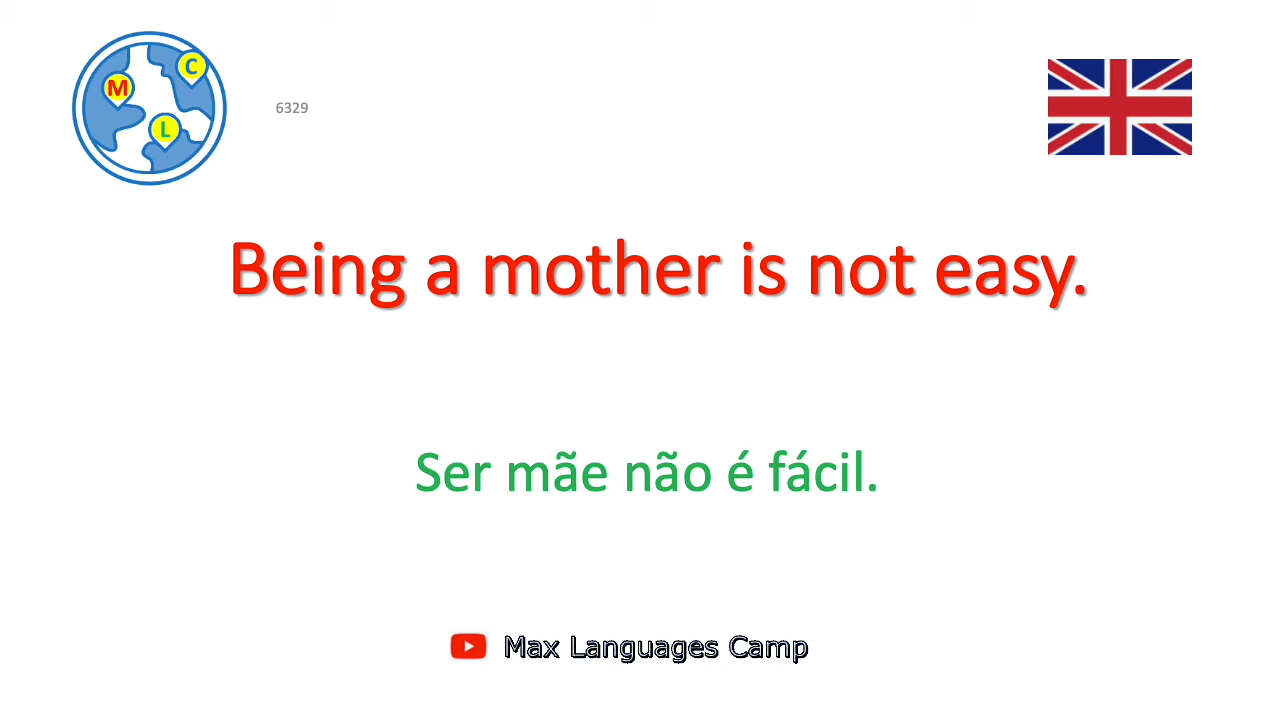 C
M
6329
L
Being a mother is not easy.
Ser mãe não é fácil.
Max Languages Camp